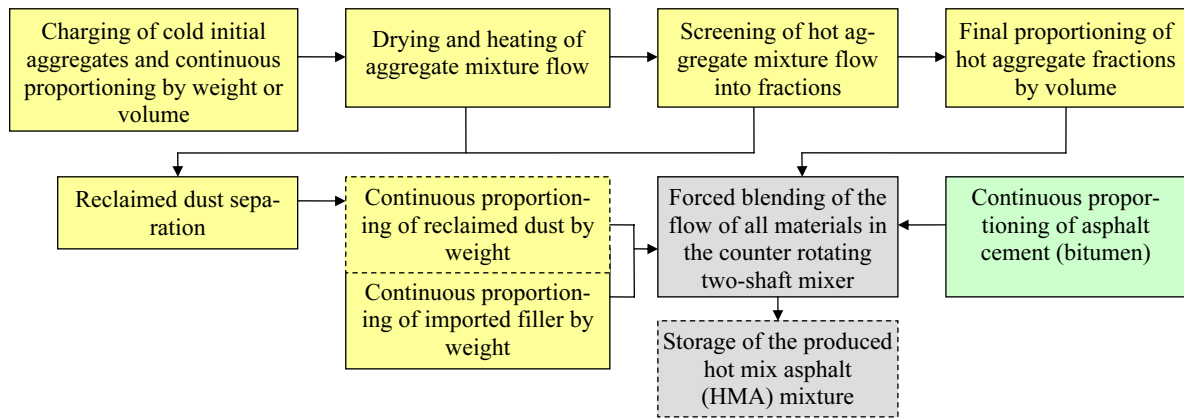 Charging of cold initial
aggregates and continuous
proportioning by weight or
volume
Drying and heating of
aggregate mixture flow
Screening of hot ag-
gregate mixture flow
into fractions
Final proportioning of
hot aggregate fractions
by volume
Reclaimed dust sepa-
ration
Continuous proportion-
ing of reclaimed dust by
weight
Continuous proportion-
ing of imported filler by
weight
Forced blending of the
flow of all materials in
the counter rotating
two-shaft mixer
Continuous propor-
tioning of asphalt
cement (bitumen)
Storage of the produced
hot mix asphalt
(HMA) mixture